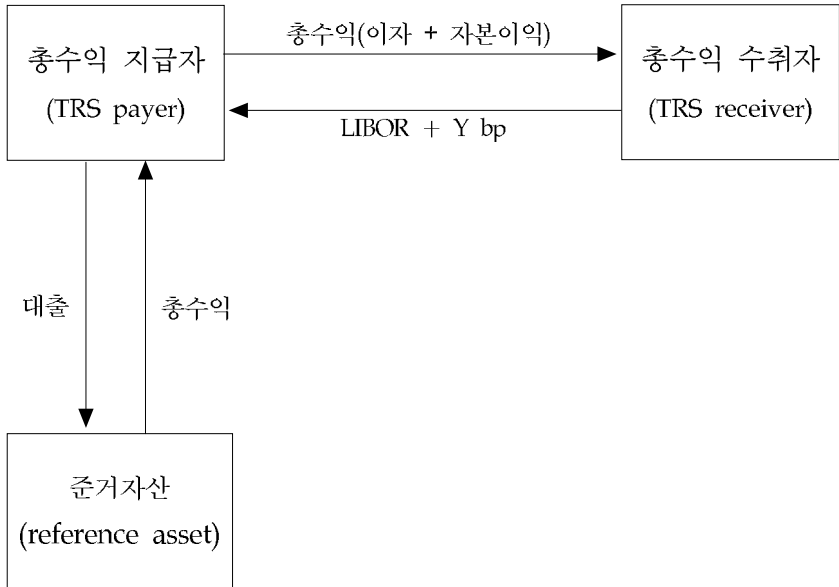 총수익 지급자
(TRS payer)
총수익(이자 + 자본이익)
LIBOR + Y bp
총수익 수취자
(TRS receiver)
대출
총수익
준거자산
(reference asset)